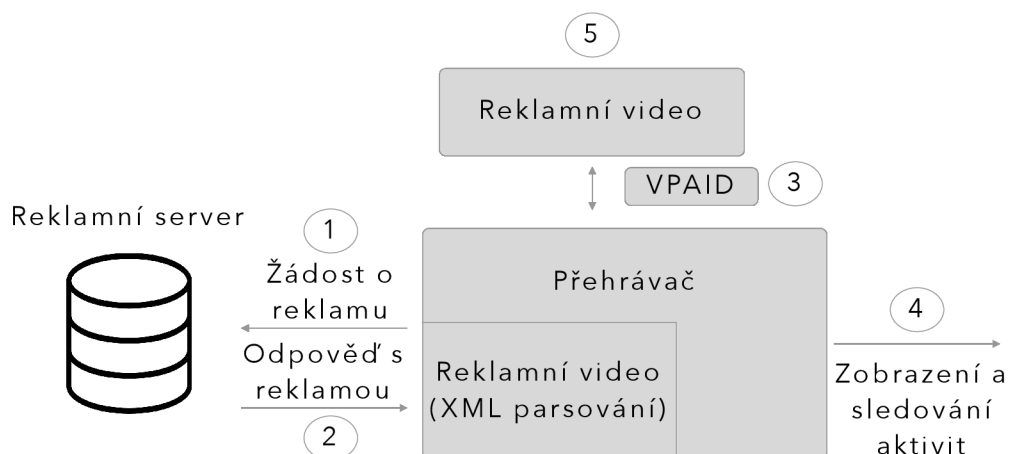 5
Reklamní video
VPAID
3
Reklamní server
1
Žádost o
reklamu
Přehrávač
4
Odpověď s
reklamou
Reklamní video
(XML parsování)
Zobrazení a
sledování
aktivit
2